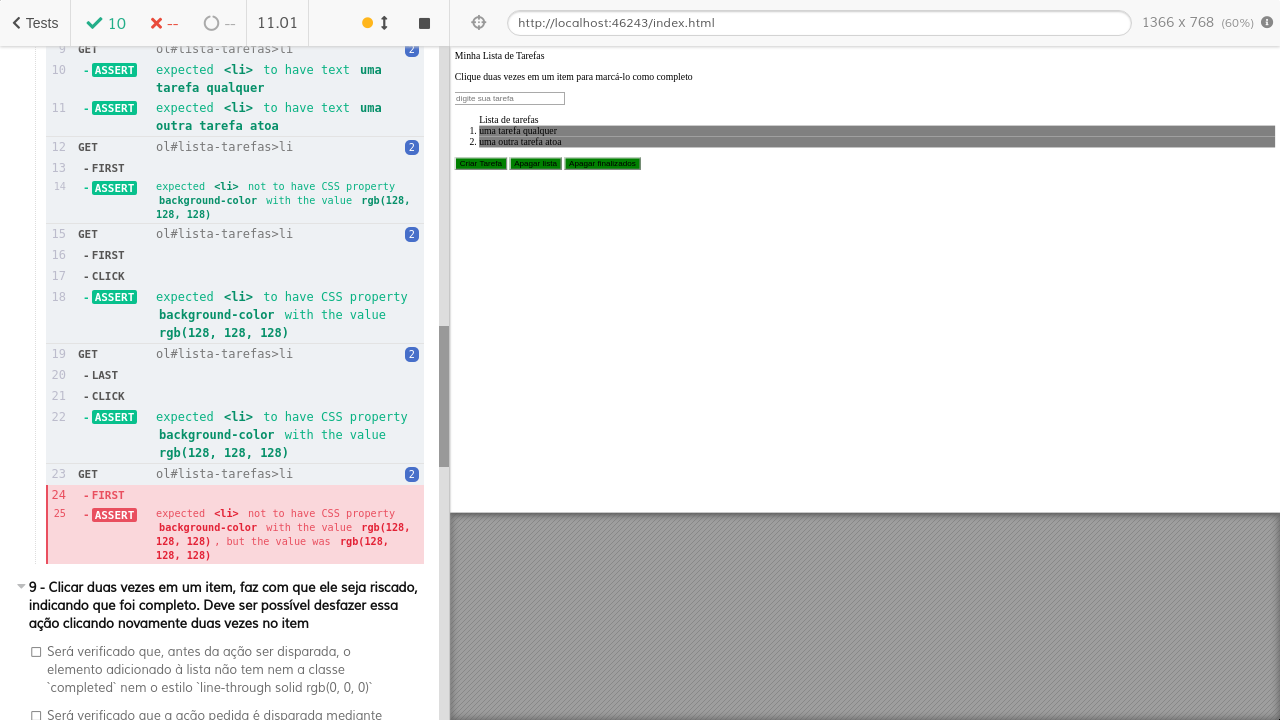 Tests
10
--
--
11.01
http://localhost:46243/index.html
1366 x 768 (60%)
9 GET ol#lista-tarefas>li 2
10 -ASSERT expected <li> to have text uma
tarefa qualquer
11 -ASSERT expected <li> to have text uma
outra tarefa atoa
12 GET ol#lista-tarefas>li 2
13 -FIRST
14 -ASSERT expected <li> not to have CSS property
background-color with the value rgb(128,
128, 128)
15 GET ol#lista-tarefas>li 2
16 -FIRST
17 -CLICK
18 -ASSERT expected <li> to have CSS property
background-color with the value
rgb(128, 128, 128)
19 GET ol#lista-tarefas>li 2
20 -LAST
21 -CLICK
22 -ASSERT expected <li> to have CSS property
background-color with the value
rgb(128, 128, 128)
23 GET ol#lista-tarefas>li 2
24 -FIRST
25 -ASSERT expected <li> not to have CSS property
background-color with the value rgb(128,
128, 128), but the value was rgb(128,
128, 128)
9 - Clicar duas vezes em um item, faz com que ele seja riscado,
indicando que foi completo. Deve ser possível desfazer essa
ação clicando novamente duas vezes no item
Será verificado que, antes da ação ser disparada, o
elemento adicionado à lista não tem nem a classe
`completed` nem o estilo `line-through solid rgb(0, 0, 0)`
Será verificado que a ação pedida é disparada mediante
Minha Lista de Tarefas
Clique duas vezes em um item para marcá-lo como completo
digite sua tarefa
Lista de tarefas
1. uma tarefa qualquer
2. uma outra tarefa atoa
Criar Tarefa Apagar lista Apagar finalizados